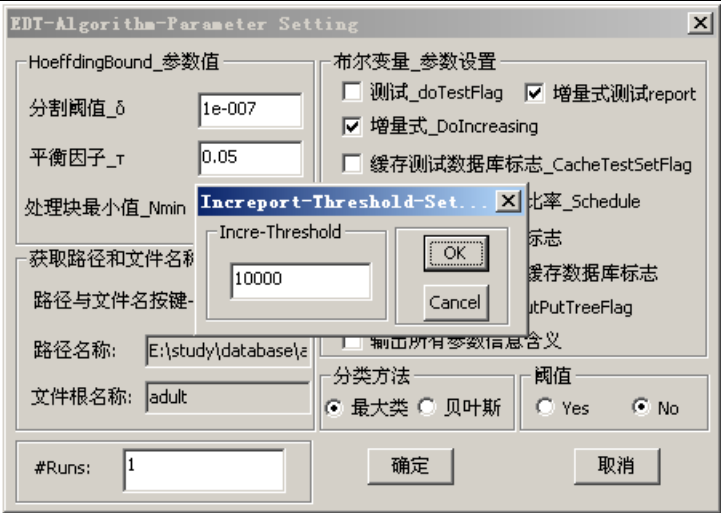 EDT-Algorithm-Parameter Setting
HoeffdingBound_参数值
分割阈值_δ 1e-007
平衡因子_τ 0.05
处理块最小值_Nmin
布尔变量_参数设置
测试_doTestFlag 增量式测试report
增量式_DoIncreasing
缓存测试数据库标志_CacheTestSetFlag
比率_Schedule
标志
缓存数据库标志
utPutTreeFlag
输出所有参数信息含义
Increport-Threshold-Set...
Incre-Threshold
10000
OK
Cancel
获取路径和文件名称
路径与文件名按键-
路径名称: E:\study\database\a
文件根名称: adult
分类方法
最大类 贝叶斯
阈值
Yes No
#Runs: 1
确定 取消